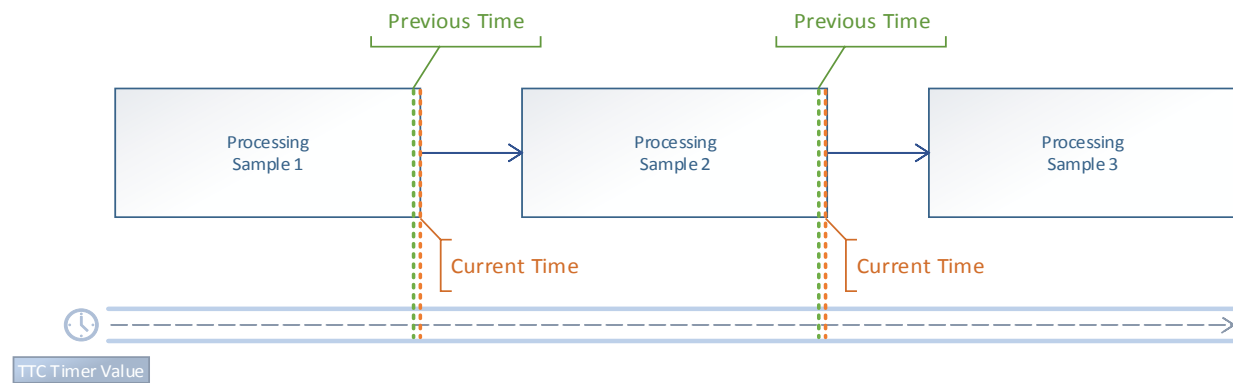 Previous Time
Previous Time
Processing
Sample 1
Processing
Sample 2
Processing
Sample 3
Current Time
Current Time
TTC Timer Value